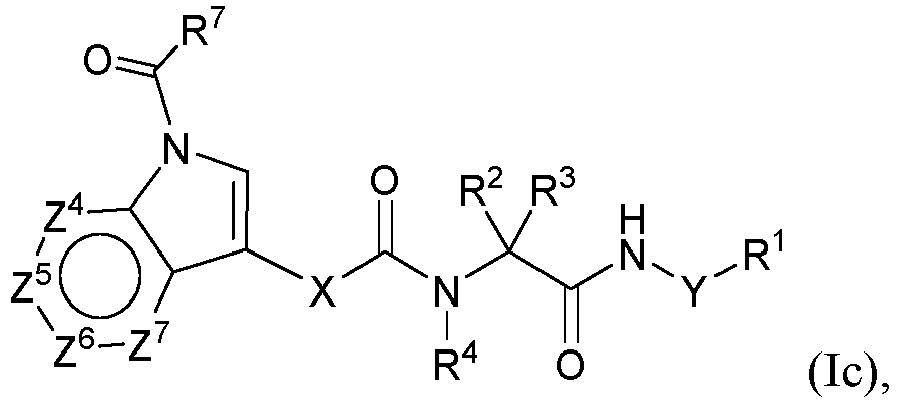 R⁷
O
N
O
R² R³
H
Z⁴
N
R¹
Z⁵
X
N
Y
Z⁶ Z⁷
R⁴
O
(Ic),